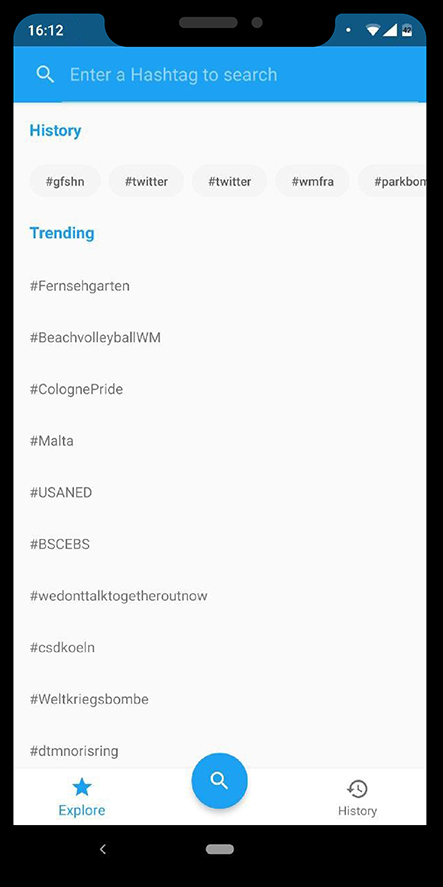 16:12
Enter a Hashtag to search
History
#gfshn #twitter #twitter #wmfra #parkbom
Trending
#Fernsehgarten
#BeachvolleyballWM
#ColognePride
#Malta
#USANED
#BSCEBS
#wedonttalktogetheroutnow
#csdkoeln
#Weltkriegsbombe
#dtmnorisring
Explore
History